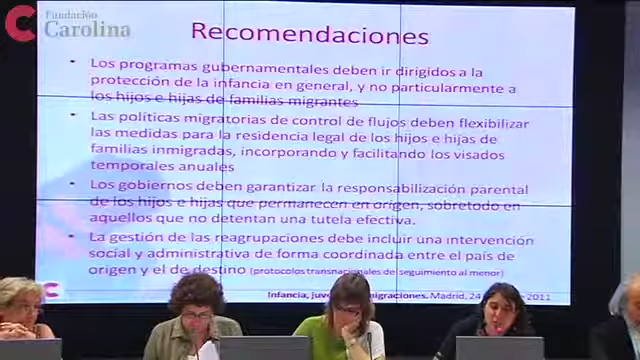 Fundación
Carolina
Recomendaciones
• Los programas gubernamentales deben ir dirigidos a la
protección de la infancia en general, y no particularmente a
los hijos e hijas de familias migrantes
• Las políticas migratorias de control de flujos deben flexibilizar
las medidas para la residencia legal de los hijos e hijas de
familias inmigradas, incorporando y facilitando los visados
temporales anuales
• Los gobiernos deben garantizar la responsabilización parental
de los hijos e hijas que permanecen en origen, sobretodo en
aquellos que no detentan una tutela efectiva.
• La gestión de las reagrupaciones debe incluir una intervención
social y administrativa de forma coordinada entre el país de
origen y el de destino (protocolos transnacionales de seguimiento al menor)
Infancia, migraciones. Madrid, 24 2011